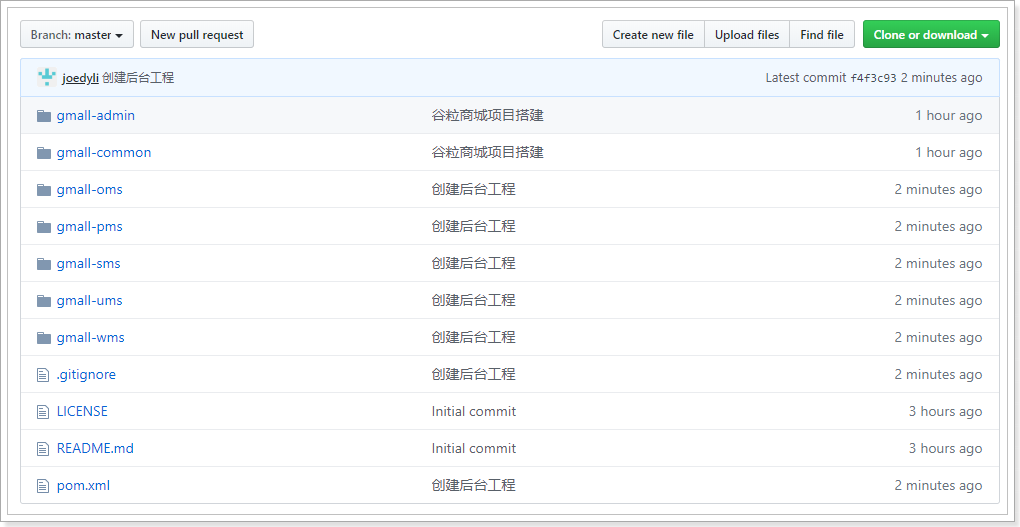 Branch: master New pull request Create new file Upload files Find file Clone or download
joedyli 创建后台工程 Latest commit f4f3c93 2 minutes ago
gmall-admin 谷粒商城项目搭建 1 hour ago
gmall-common 谷粒商城项目搭建 1 hour ago
gmall-oms 创建后台工程 2 minutes ago
gmall-pms 创建后台工程 2 minutes ago
gmall-sms 创建后台工程 2 minutes ago
gmall-ums 创建后台工程 2 minutes ago
gmall-wms 创建后台工程 2 minutes ago
.gitignore 创建后台工程 2 minutes ago
LICENSE Initial commit 3 hours ago
README.md Initial commit 3 hours ago
pom.xml 创建后台工程 2 minutes ago